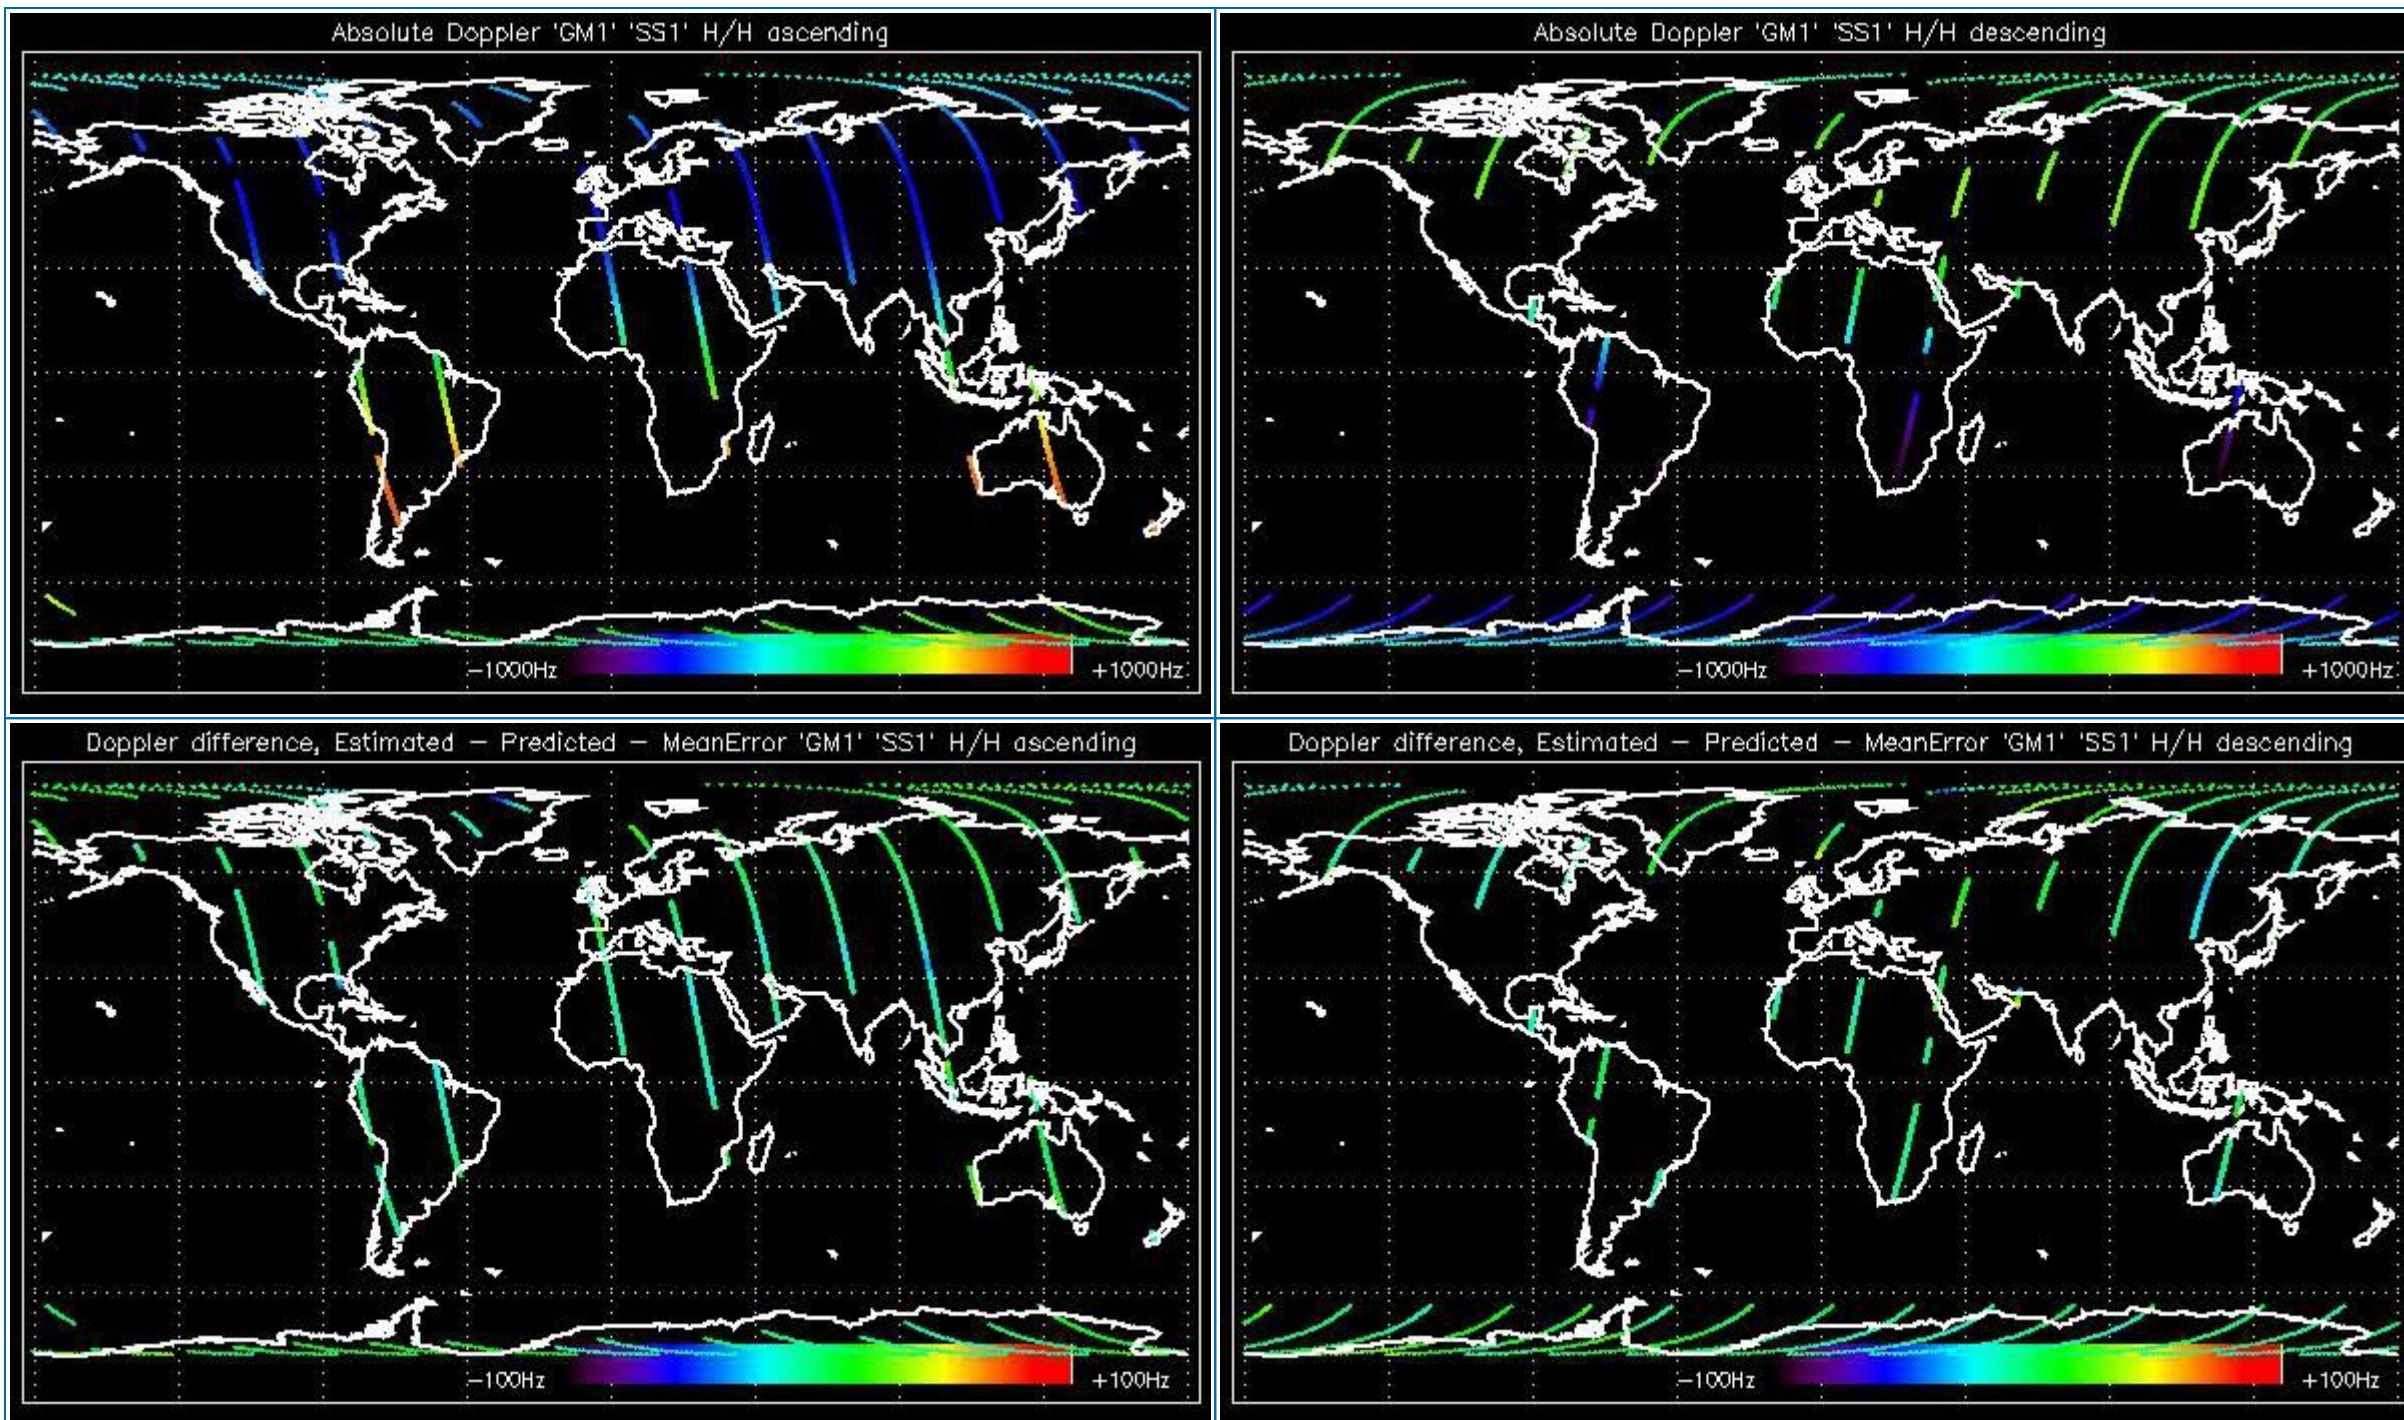 Absolute Doppler 'GM1' 'SS1' H/H ascending
-1000Hz
+1000Hz
Absolute Doppler 'GM1' 'SS1' H/H descending
-1000Hz
+1000Hz
Doppler difference, Estimated - Predicted - MeanError 'GM1' 'SS1' H/H ascending
-100Hz
+100Hz
Doppler difference, Estimated - Predicted - MeanError 'GM1' 'SS1' H/H descending
-100Hz
+100Hz